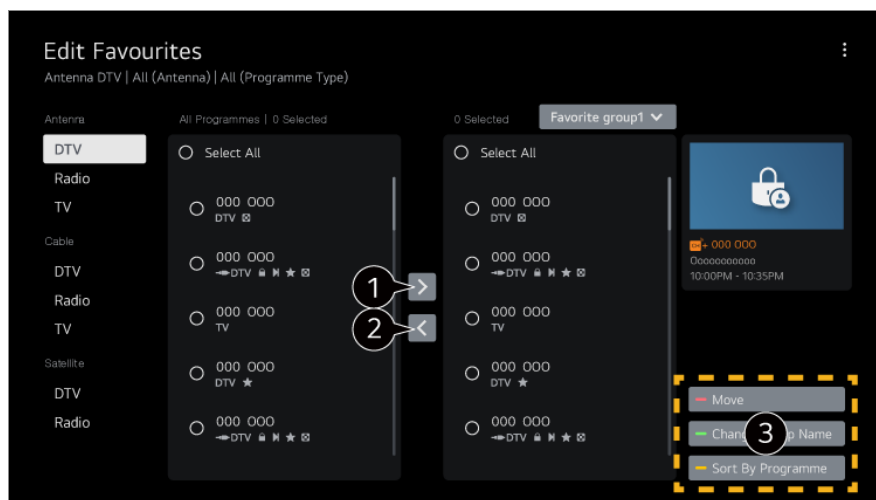 Edit Favourites
Antenna DTV | All (Antenna) | All (Programme Type)
Antenna
DTV
Radio
TV
Cable
DTV
Radio
TV
Satellite
DTV
Radio
All Programmes | 0 Selected
Select All
000 000
DTV
000 000
DTV
000 000
TV
000 000
DTV
000 000
DTV
1
2
0 Selected
Favorite group1
Select All
000 000
DTV
000 000
DTV
000 000
TV
000 000
DTV
000 000
DTV
CH+ 000 000
Oooooooooo
10:00PM - 10:35PM
Move
3
p Name
Sort By Programme